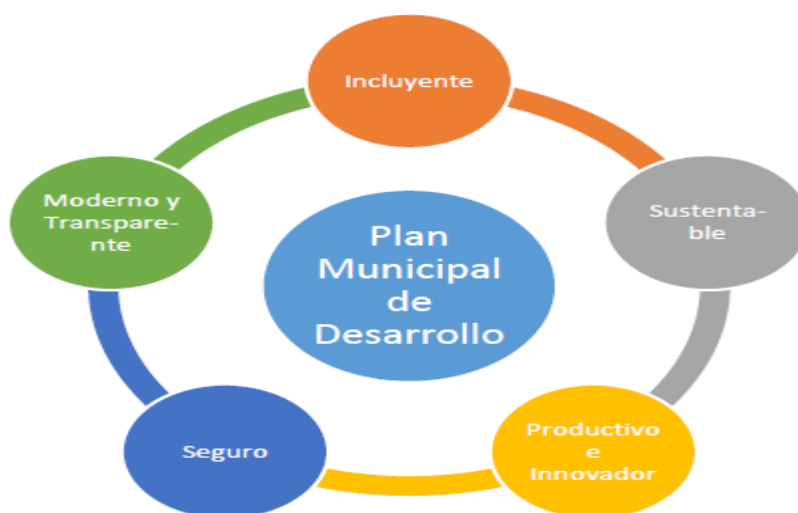 Incluyente
Sustenta-
ble
Productivo
e
Innovador
Seguro
Moderno y
Transpare-
nte
Plan
Municipal
de
Desarrollo